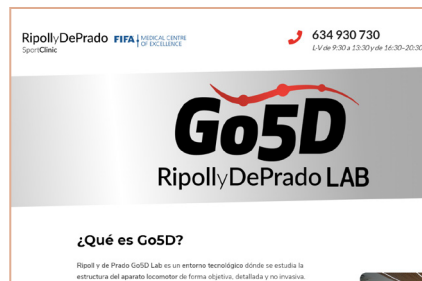 RipollyDePrado FIFA MEDICAL CENTRE
SportClinic OF EXCELLENCE
634 930 730
L-V de 9:30 a 13:30 y de 16:30-20:30
Go5D
RipollyDePrado LAB
¿Qué es Go5D?
Ripoll y de Prado Go5D Lab es un entorno tecnológico dónde se estudia la
estructura del aparato locomotor de forma objetiva, detallada y no invasiva.